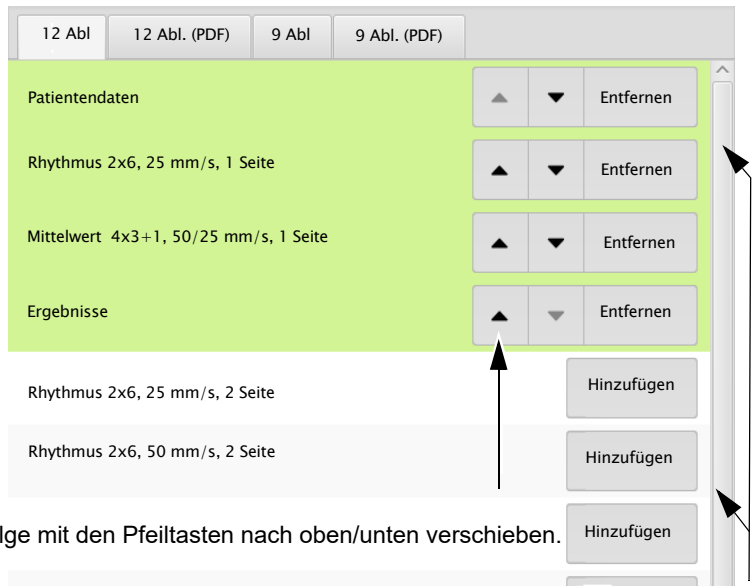 12 Abl 12 Abl. (PDF) 9 Abl 9 Abl. (PDF)
Patientendaten Entfernen
Rhythmus 2x6, 25 mm/s, 1 Seite Entfernen
Mittelwert 4x3+1, 50/25 mm/s, 1 Seite Entfernen
Ergebnisse Entfernen
Rhythmus 2x6, 25 mm/s, 2 Seite Hinzufügen
Rhythmus 2x6, 50 mm/s, 2 Seite Hinzufügen
lge mit den Pfeiltasten nach oben/unten verschieben. Hinzufügen